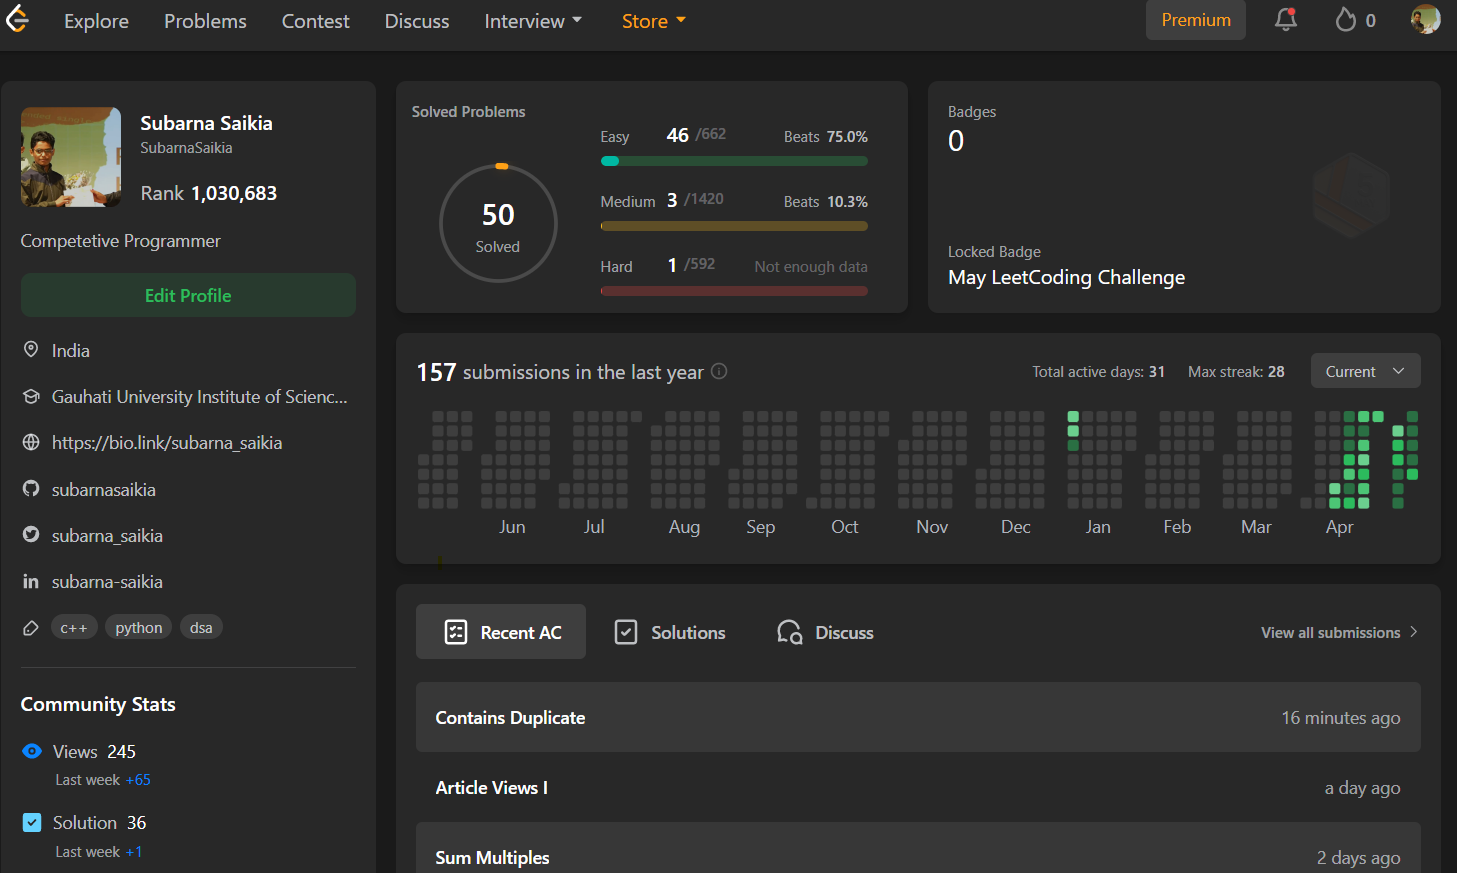 Explore Problems Contest Discuss Interview Store Premium 0
Subarna Saikia
SubarnaSaikia
Rank 1,030,683
Competetive Programmer
Edit Profile
India
Gauhati University Institute of Scienc...
https://bio.link/subarna_saikia
subarnasaikia
subarna_saikia
subarna-saikia
c++ python dsa
Community Stats
Views 245
Last week +65
Solution 36
Last week +1
Solved Problems
50
Solved
Easy 46 /662 Beats 75.0%
Medium 3 /1420 Beats 10.3%
Hard 1 /592 Not enough data
Badges
0
Locked Badge
May LeetCoding Challenge
157 submissions in the last year Total active days: 31 Max streak: 28 Current
Jun Jul Aug Sep Oct Nov Dec Jan Feb Mar Apr
Recent AC Solutions Discuss View all submissions
Contains Duplicate 16 minutes ago
Article Views I a day ago
Sum Multiples 2 days ago